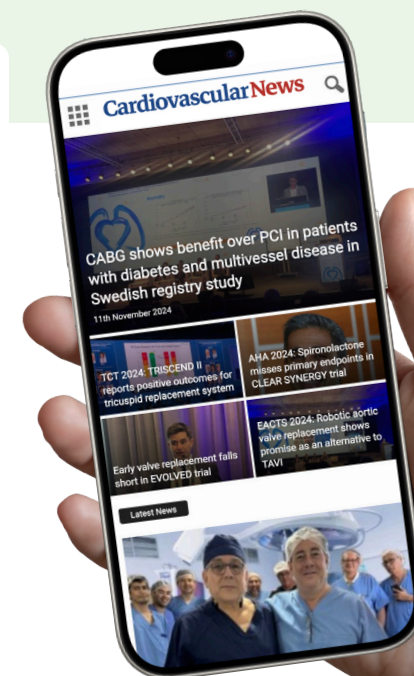 CardiovascularNews
CABG shows benefit over PCI in patients
with diabetes and multivessel disease in
Swedish registry study
11th November 2024
TCT 2024: TRISCEND II
reports positive outcomes for
tricuspid replacement system
AHA 2024: Spironolactone
misses primary endpoints in
CLEAR SYNERGY trial
Early valve replacement falls
short in EVOLVED trial
EACTS 2024: Robotic aortic
valve replacement shows
promise as an alternative to
TAVI
Latest News